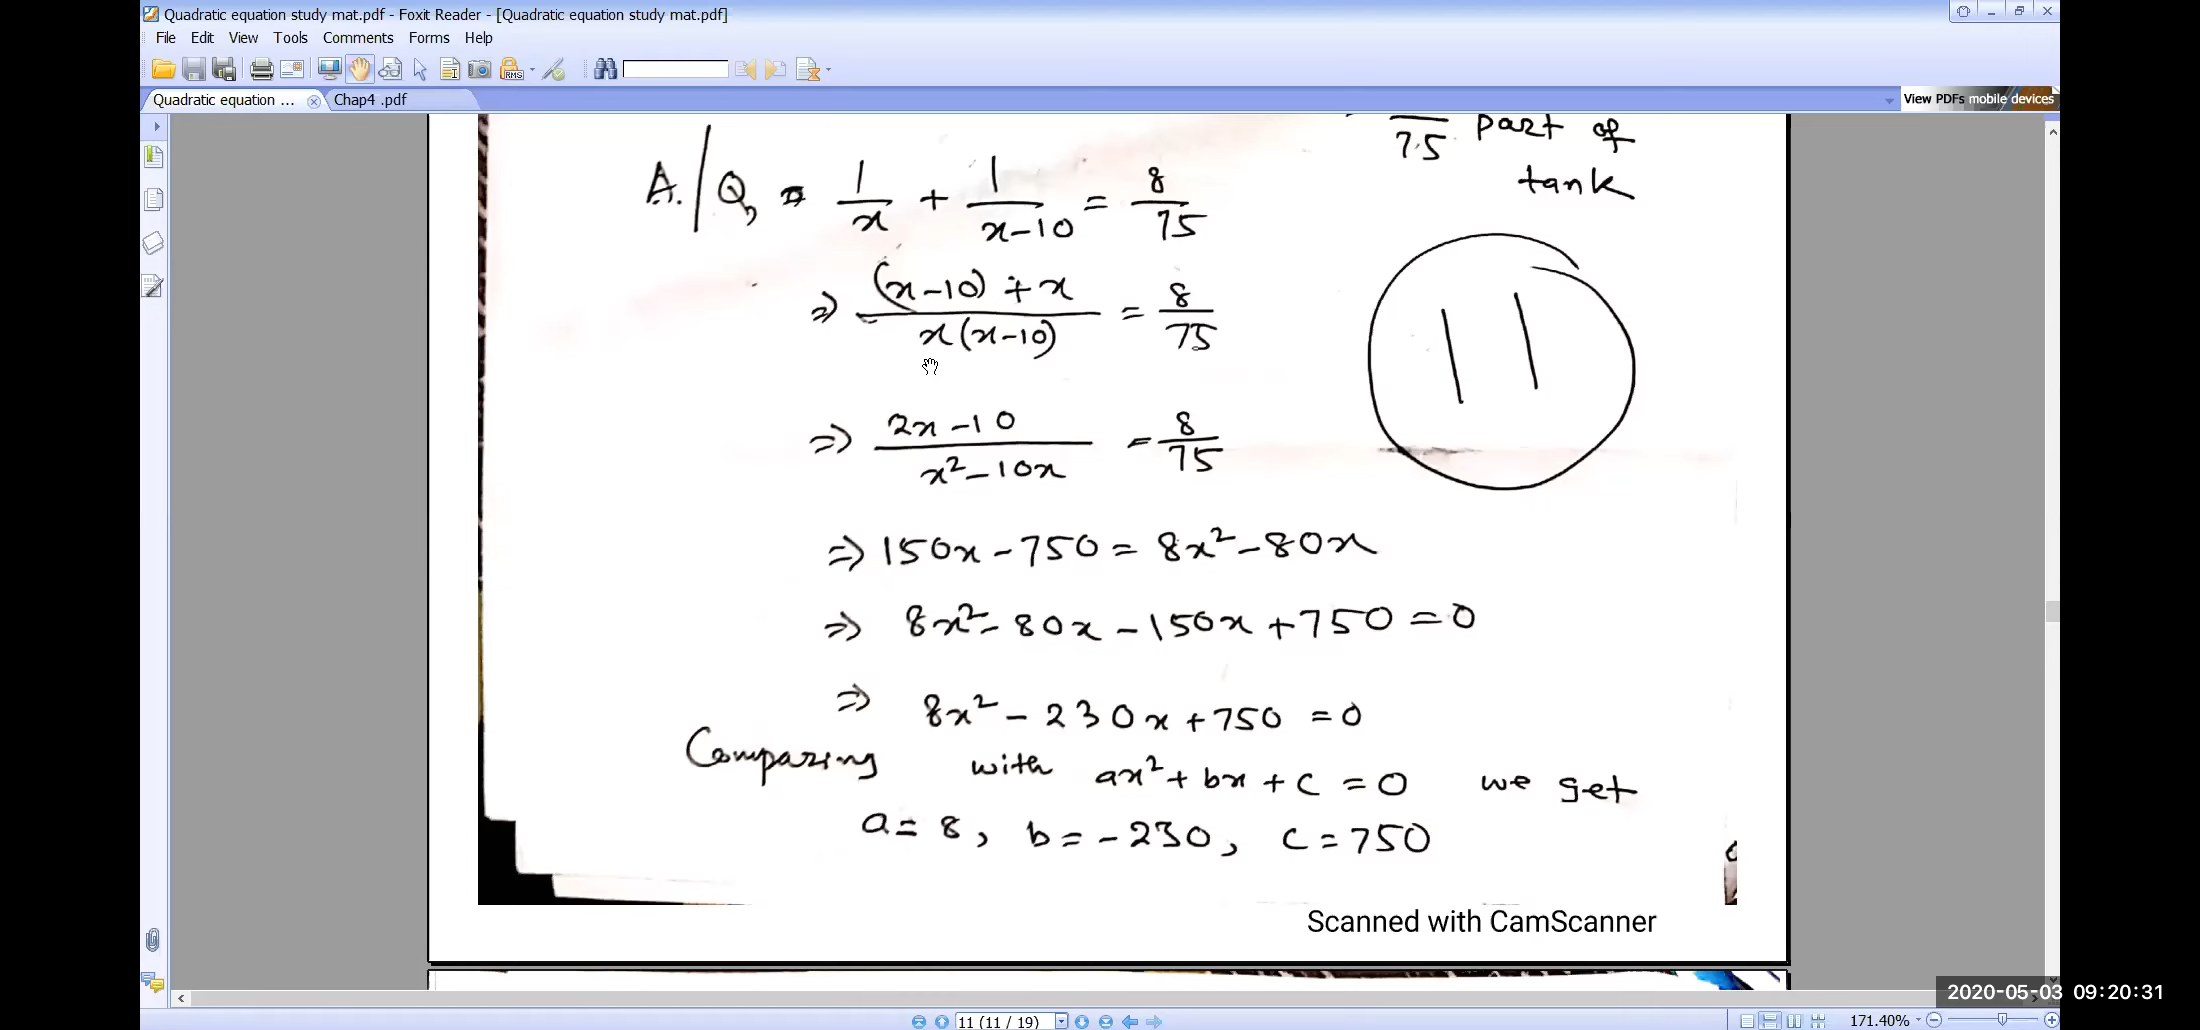 Quadratic equation study mat.pdf - Foxit Reader - [Quadratic equation study mat.pdf]
File Edit View Tools Comments Forms Help
Quadratic equation ... Chap4 .pdf
View PDFs mobile devices
75 part of
tank
A/Q, 1/x + 1/(x-10) = 8/75
⇒ ((x-10) + x)/(x(x-10)) = 8/75
11
⇒ (2x-10)/(x²-10x) = 8/75
⇒ 150x - 750 = 8x² - 80x
⇒ 8x² - 80x - 150x + 750 = 0
⇒ 8x² - 230x + 750 = 0
Comparing with ax² + bx + c = 0 we get
a = 8, b = -230, c = 750
Scanned with CamScanner
2020-05-03 09:20:31
11 (11 / 19)
171.40%